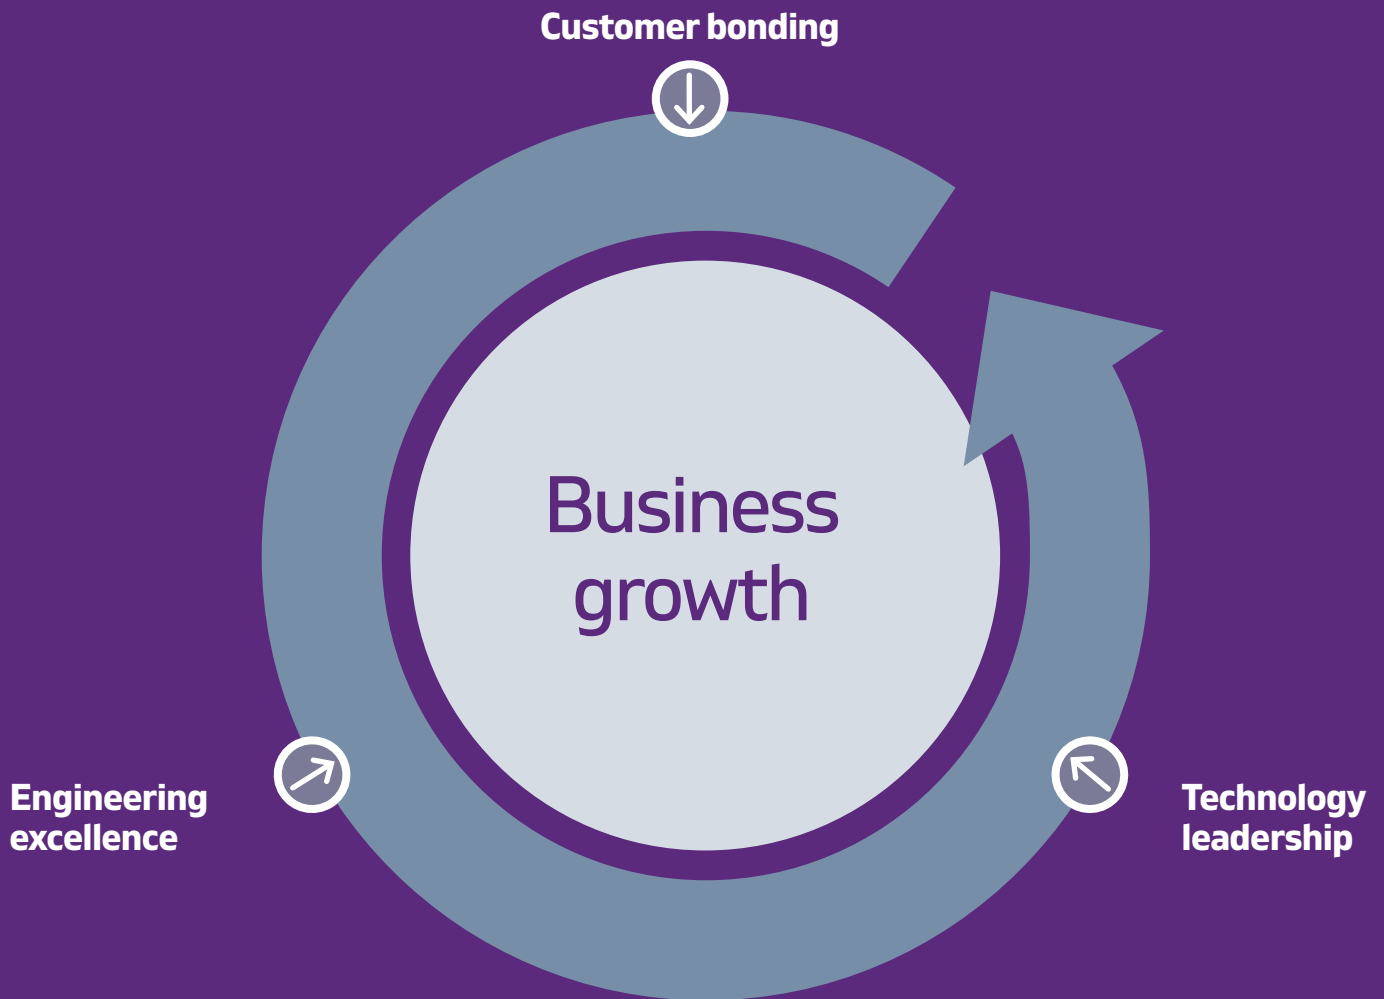 Customer bonding
Business
growth
Engineering
excellence
Technology
leadership